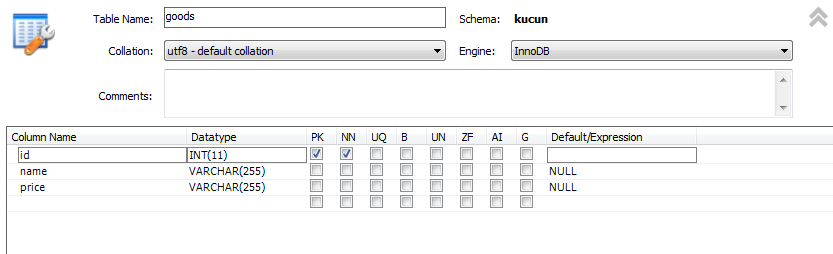 Table Name: goods Schema: kucun
Collation: utf8 - default collation Engine: InnoDB
Comments:
Column Name Datatype PK NN UQ B UN ZF AI G Default/Expression
id INT(11)
name VARCHAR(255) NULL
price VARCHAR(255) NULL